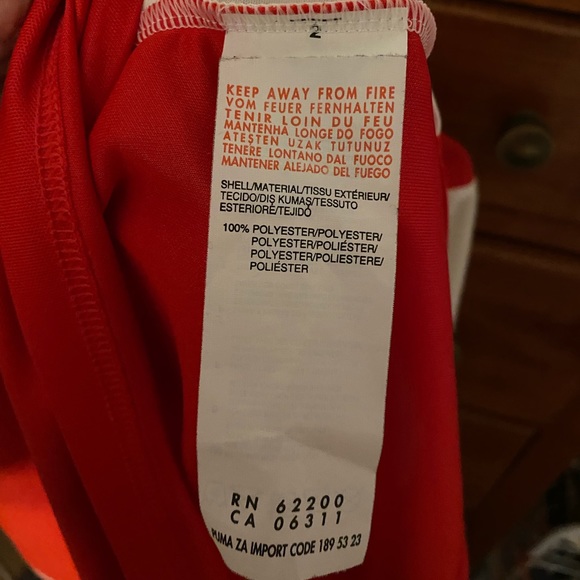 2
KEEP AWAY FROM FIRE
VOM FEUER FERNHALTEN
TENIR LOIN DU FEU
MANTENHA LONGE DO FOGO
ATEŞTEN UZAK TUTUNUZ
TENERE LONTANO DAL FUOCO
MANTENER ALEJADO DEL FUEGO
SHELL/MATERIAL/TISSU EXTÉRIEUR/
TECIDO/DIŞ KUMAŞ/TESSUTO
ESTERIORE/TEJIDO
100% POLYESTER/POLYESTER/
POLYESTER/POLIÉSTER/
POLYESTER/POLIESTERE/
POLIÉSTER
RN 62200
CA 06311
PUMA ZA IMPORT CODE 189 53 23